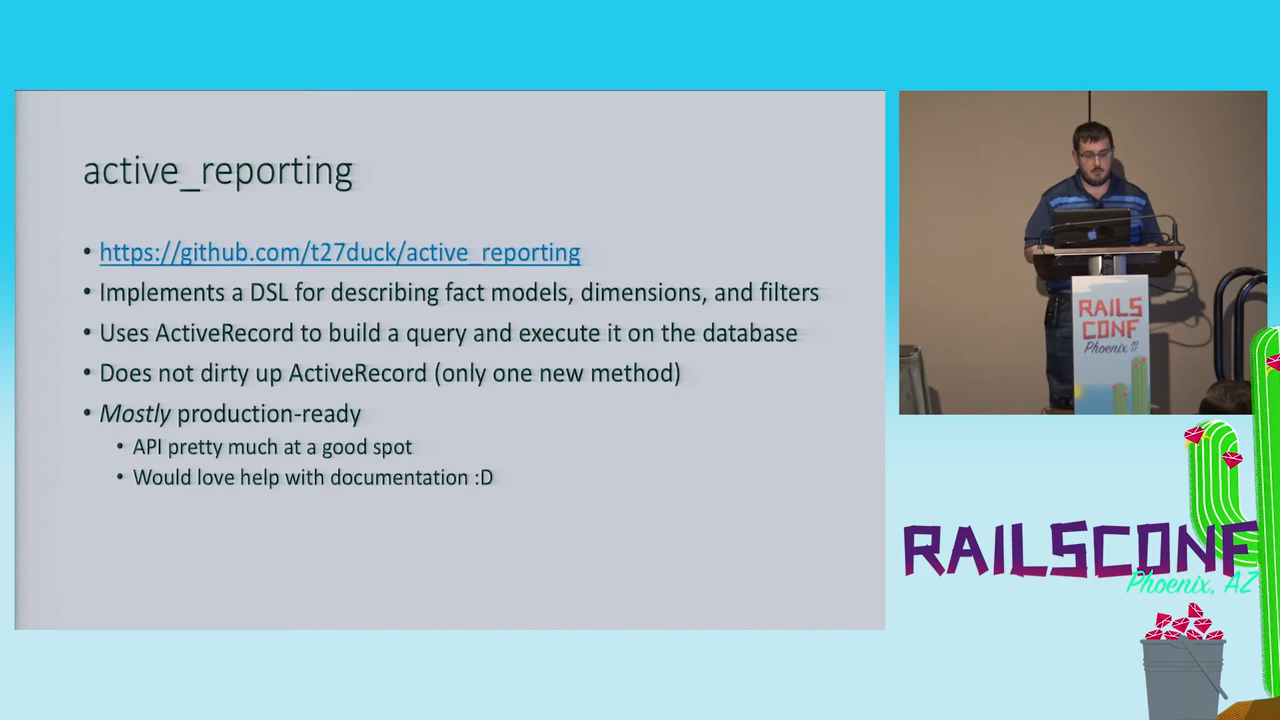 active_reporting
• https://github.com/t27duck/active_reporting
• Implements a DSL for describing fact models, dimensions, and filters
• Uses ActiveRecord to build a query and execute it on the database
• Does not dirty up ActiveRecord (only one new method)
• Mostly production-ready
• API pretty much at a good spot
• Would love help with documentation :D
RAILS
CONF
Phoenix 2017
RAILSCONF
Phoenix, AZ